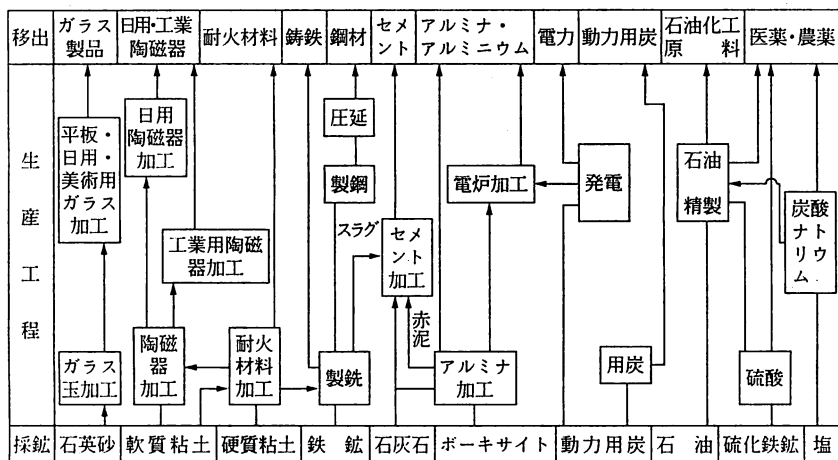 移出
ガラス
製品
日用・工業
陶磁器
耐火材料
鋳鉄
鋼材
セメ
ント
アルミナ・
アルミニウム
電力
動力用炭
石油化工
原料
医薬・農薬
生産工程
平板・
日用・
美術用
ガラス
加工
日用
陶磁器
加工
圧延
製鋼
電炉加工
発電
石油
精製
炭酸
ナト
リウ
ム
工業用陶磁
器加工
スラグ
セメ
ント
加工
赤泥
ガラス
玉加工
陶磁
器
加工
耐火
材料
加工
製銑
アルミナ
加工
用炭
硫酸
採鉱
石英砂
軟質粘土
硬質粘土
鉄鉱
石灰石
ボーキサイト
動力用炭
石油
硫化鉄鉱
塩